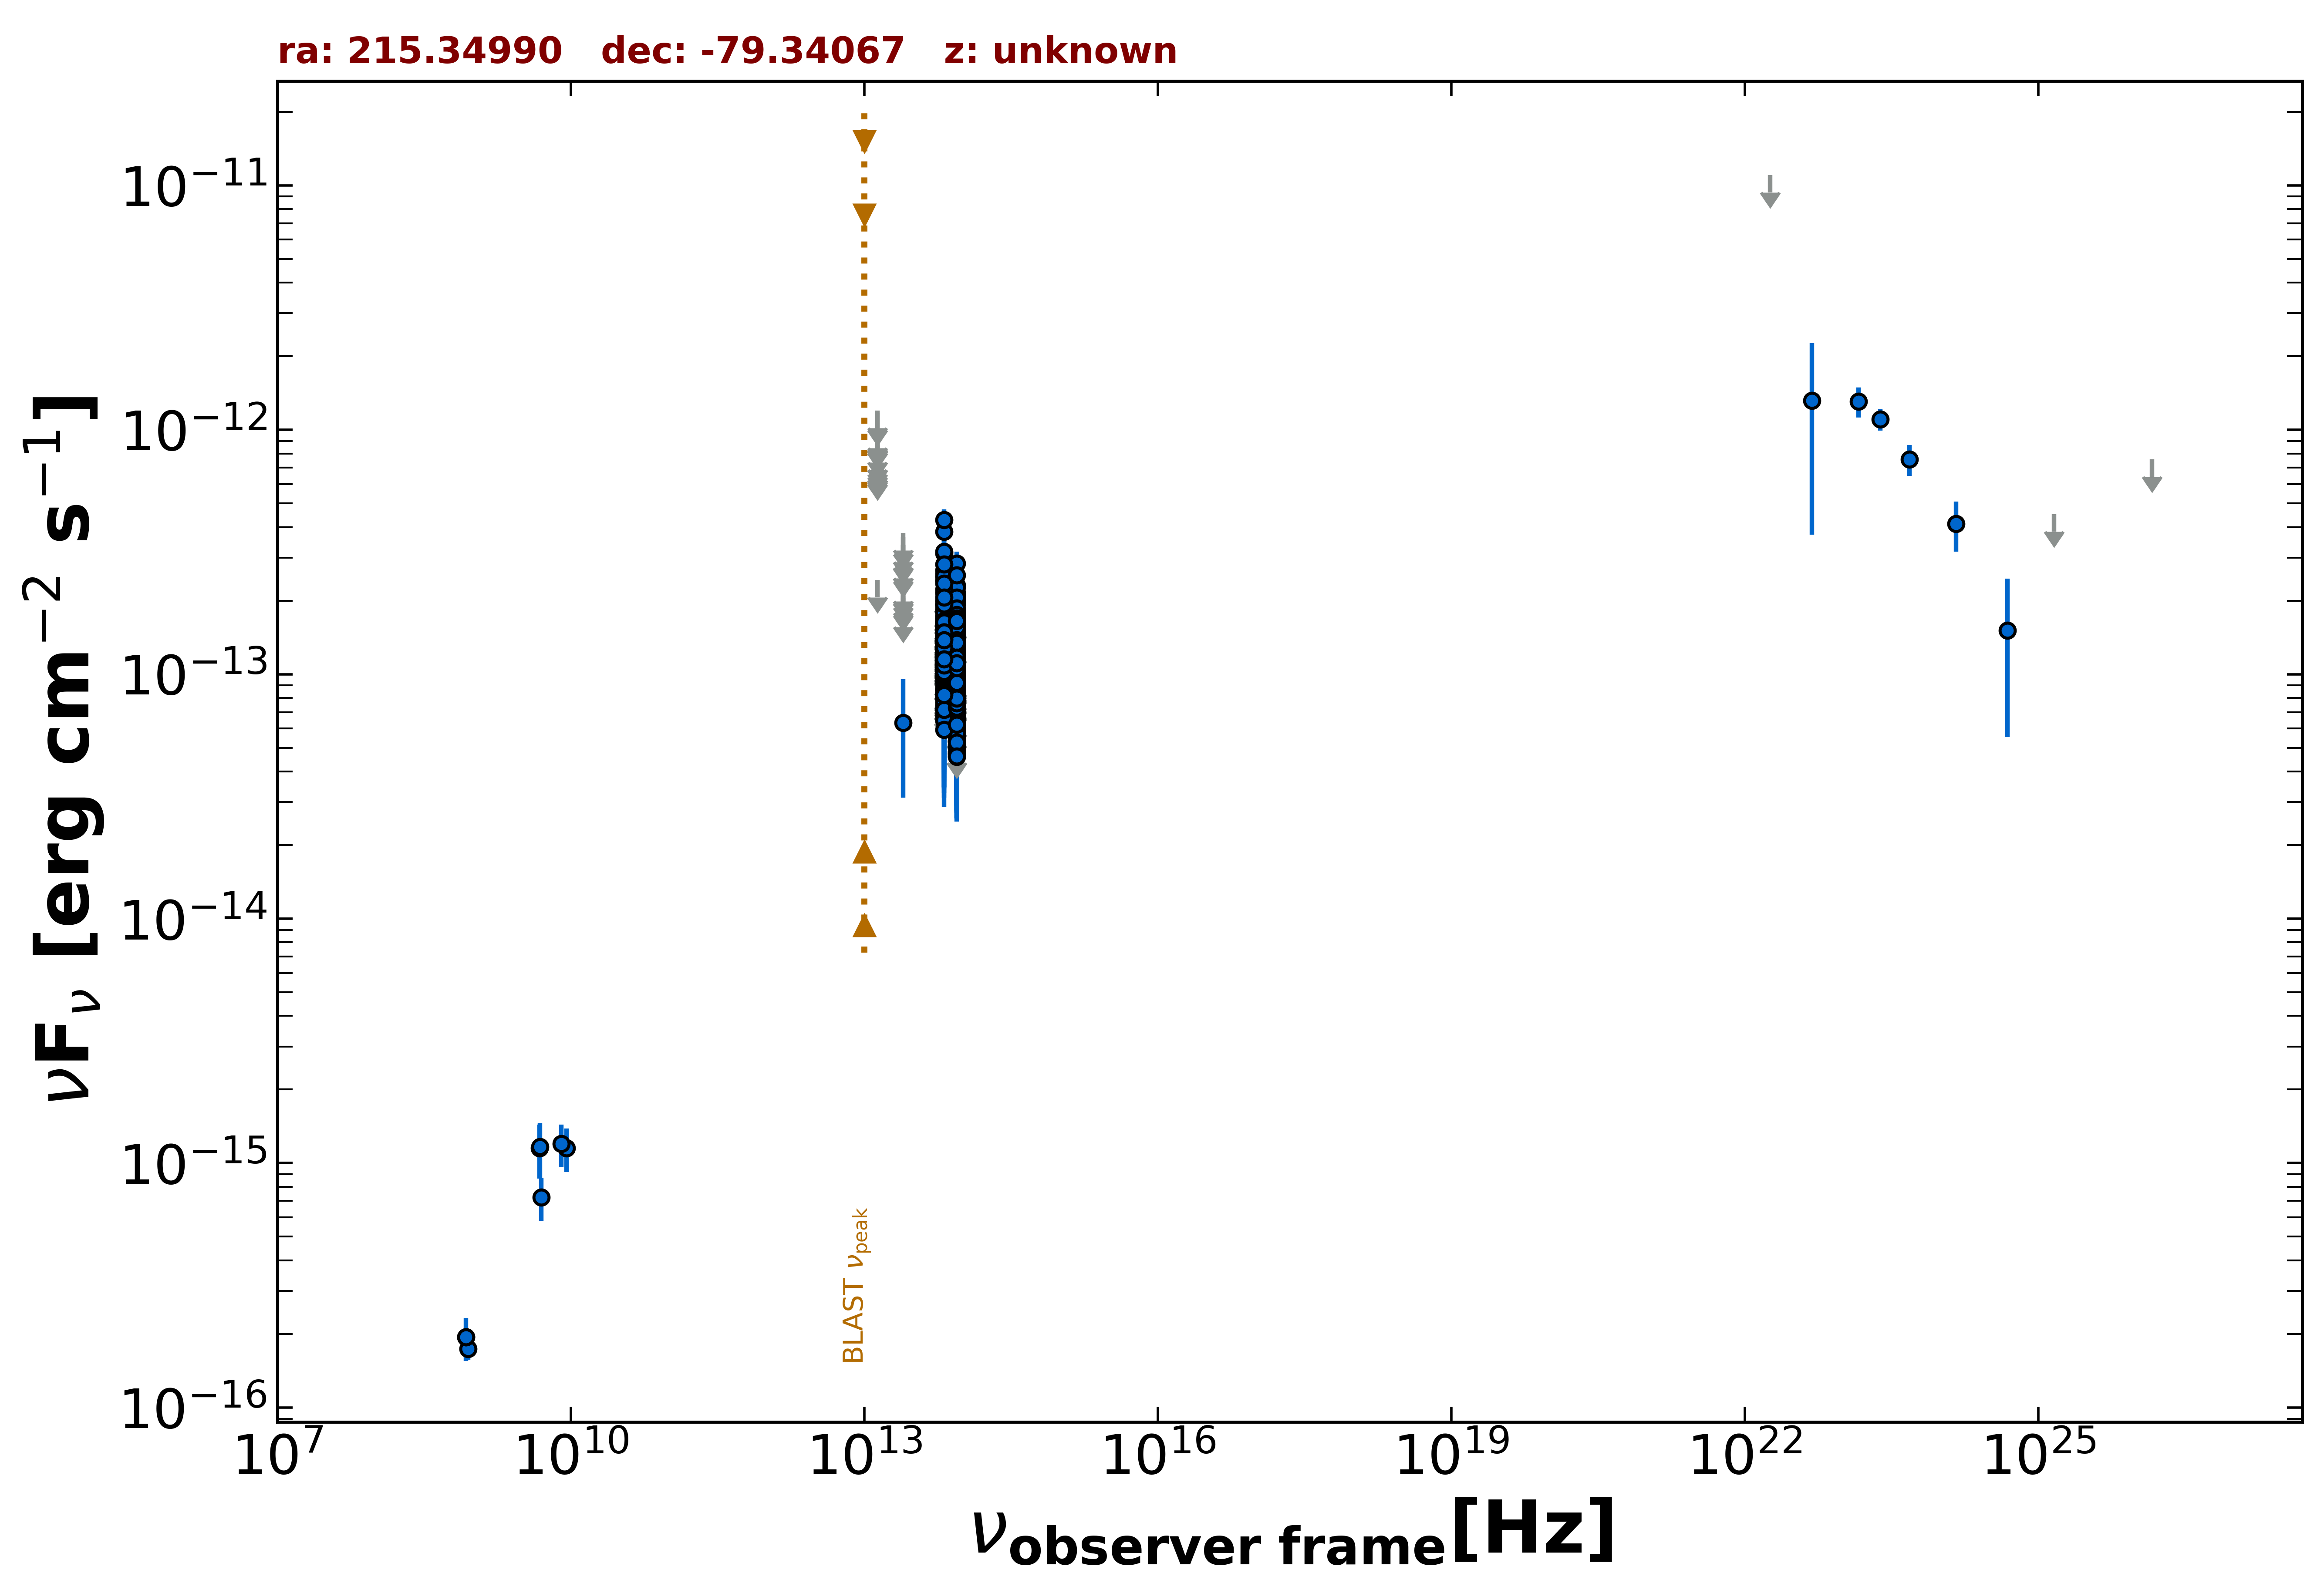 ra: 215.34990 dec: -79.34067 z: unknown
νFν [erg cm−2 s−1]
10−11
10−12
10−13
10−14
10−15
10−16
BLAST νpeak
107 1010 1013 1016 1019 1022 1025
νobserver frame[Hz]